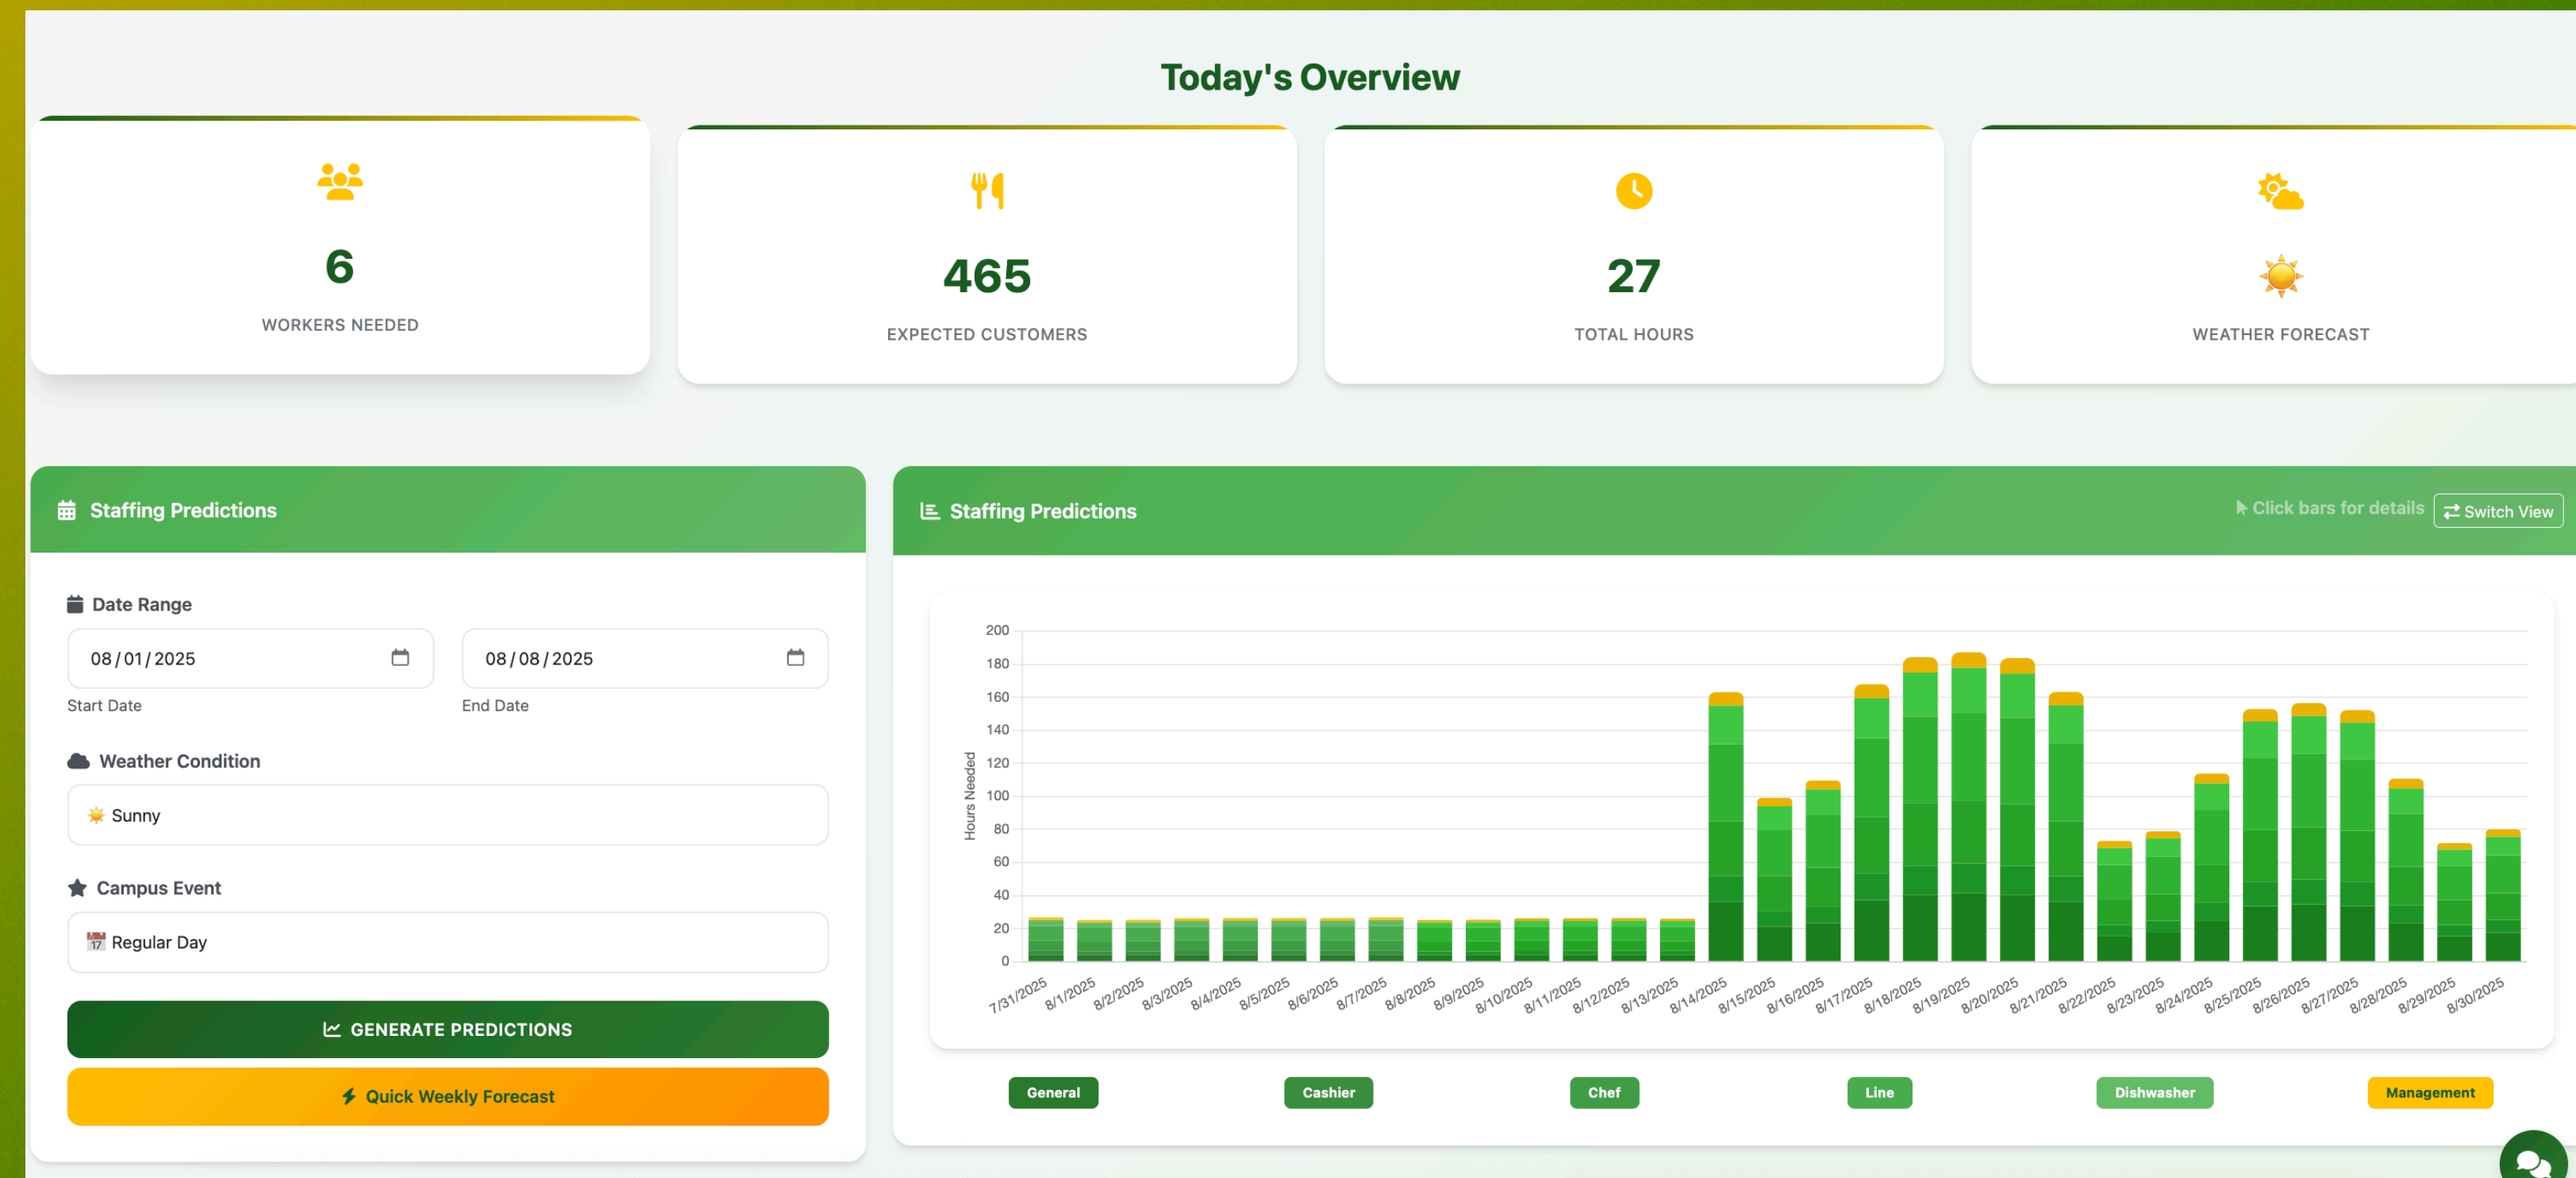 Today's Overview
6
WORKERS NEEDED
465
EXPECTED CUSTOMERS
27
TOTAL HOURS
WEATHER FORECAST
Staffing Predictions
Date Range
08/01/2025
08/08/2025
Start Date
End Date
Weather Condition
Sunny
Campus Event
17 Regular Day
GENERATE PREDICTIONS
Quick Weekly Forecast
Staffing Predictions
Click bars for details
Switch View
Hours Needed
200
180
160
140
120
100
80
60
40
20
0
7/31/2025
8/1/2025
8/2/2025
8/3/2025
8/4/2025
8/5/2025
8/6/2025
8/7/2025
8/8/2025
8/9/2025
8/10/2025
8/11/2025
8/12/2025
8/13/2025
8/14/2025
8/15/2025
8/16/2025
8/17/2025
8/18/2025
8/19/2025
8/20/2025
8/21/2025
8/22/2025
8/23/2025
8/24/2025
8/25/2025
8/26/2025
8/27/2025
8/28/2025
8/29/2025
8/30/2025
General
Cashier
Chef
Line
Dishwasher
Management